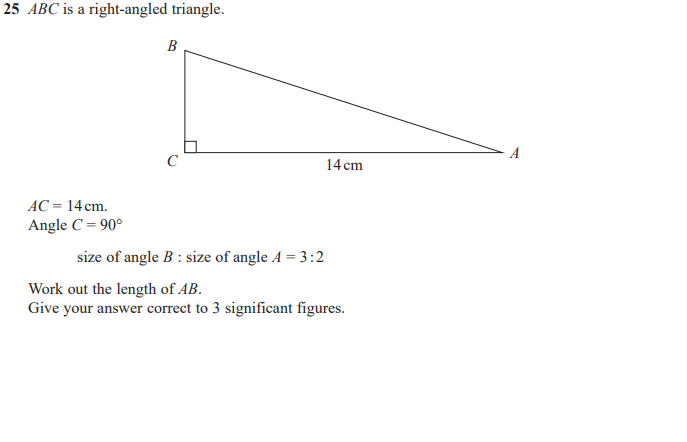 25 ABC is a right-angled triangle.
B
C
A
14 cm
AC = 14 cm.
Angle C = 90°
size of angle B : size of angle A = 3 : 2
Work out the length of AB.
Give your answer correct to 3 significant figures.